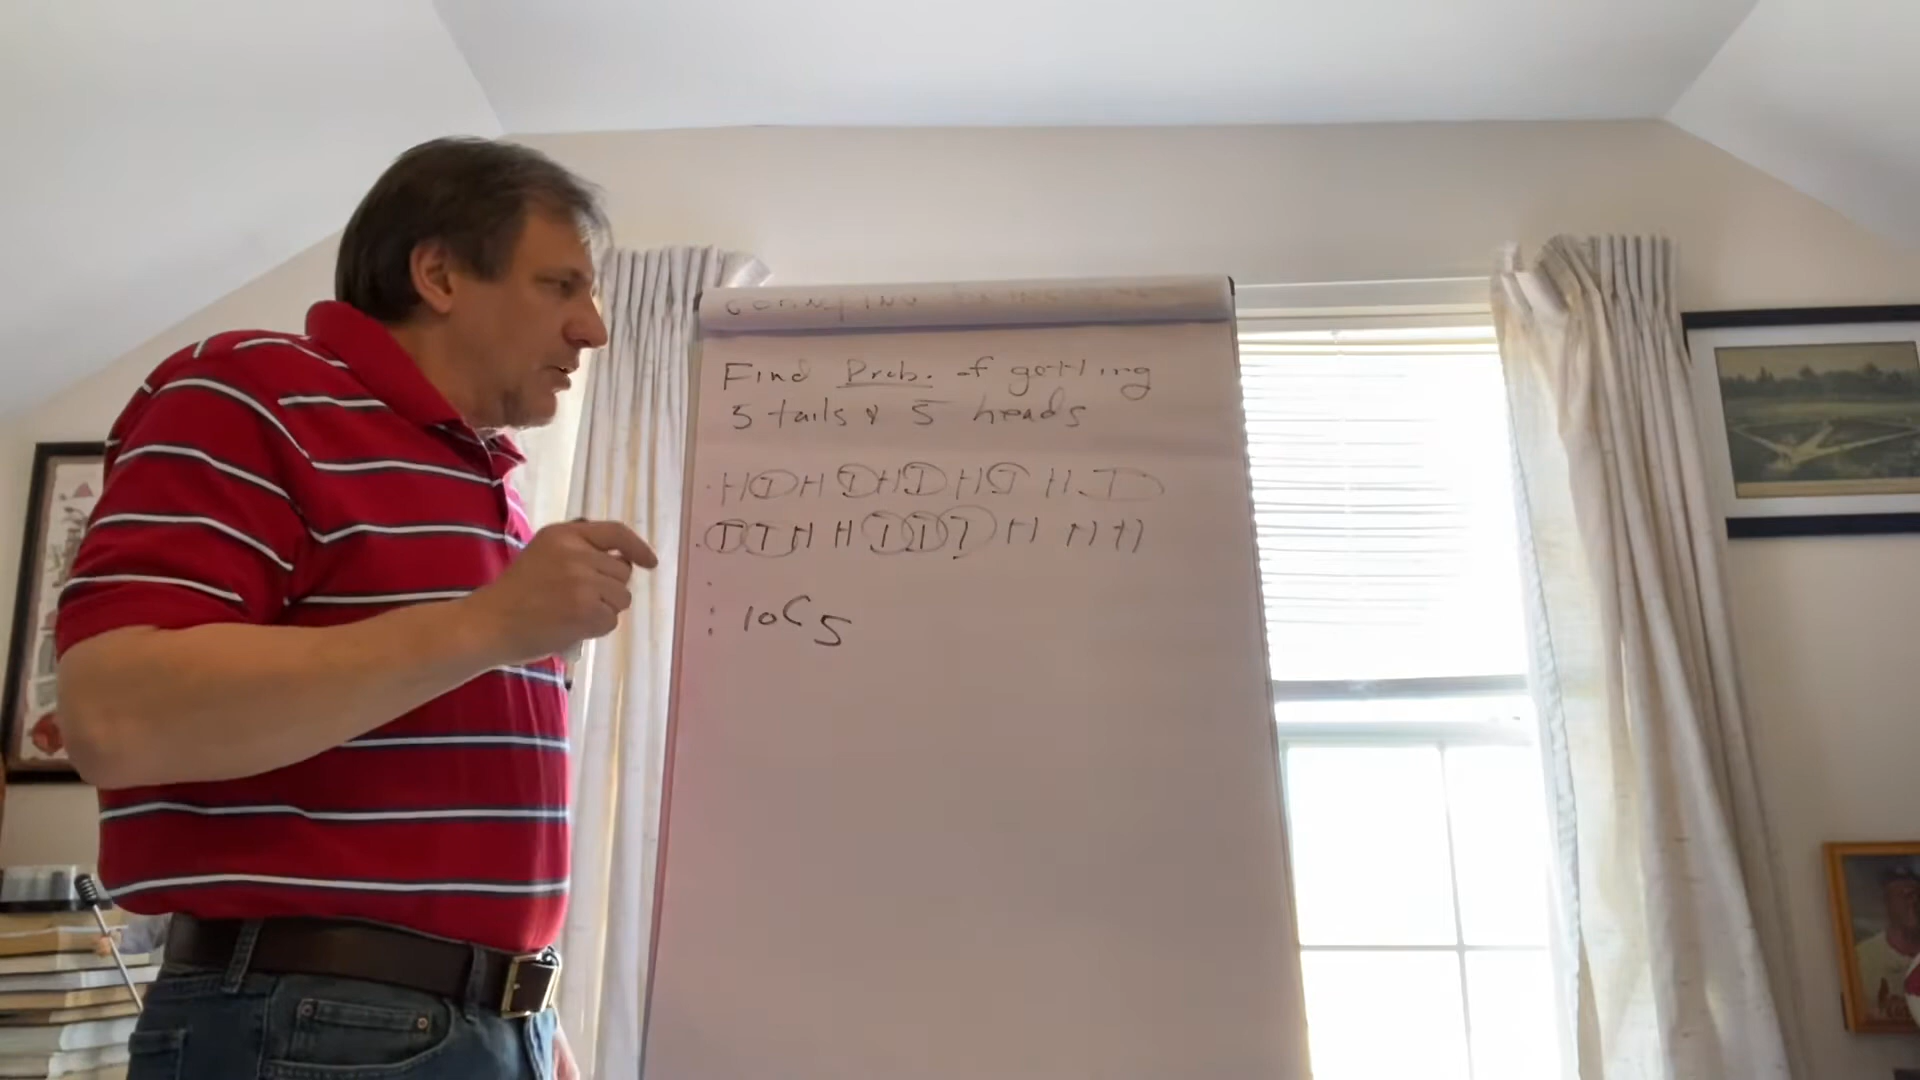 Find Prob. of getting
5 tails & 5 heads
H T H T H T H T H T
T T H H T T T H H H
10C5